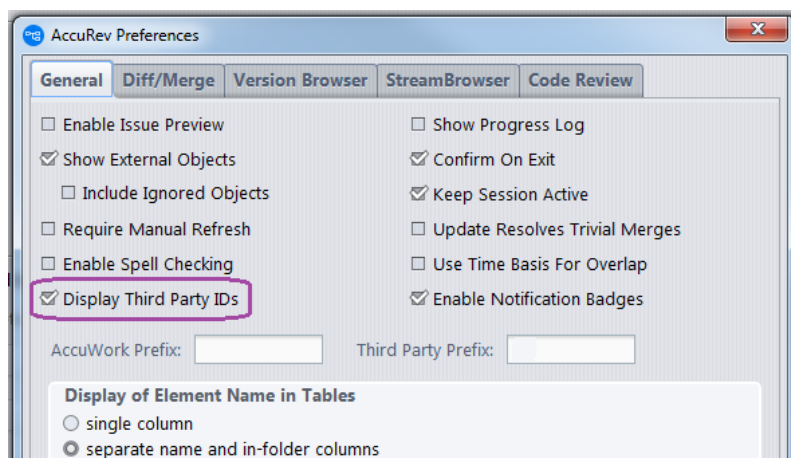 AccuRev Preferences
General Diff/Merge Version Browser StreamBrowser Code Review
Enable Issue Preview Show Progress Log
Show External Objects Confirm On Exit
Include Ignored Objects Keep Session Active
Require Manual Refresh Update Resolves Trivial Merges
Enable Spell Checking Use Time Basis For Overlap
Display Third Party IDs Enable Notification Badges
AccuWork Prefix: Third Party Prefix:
Display of Element Name in Tables
single column
separate name and in-folder columns